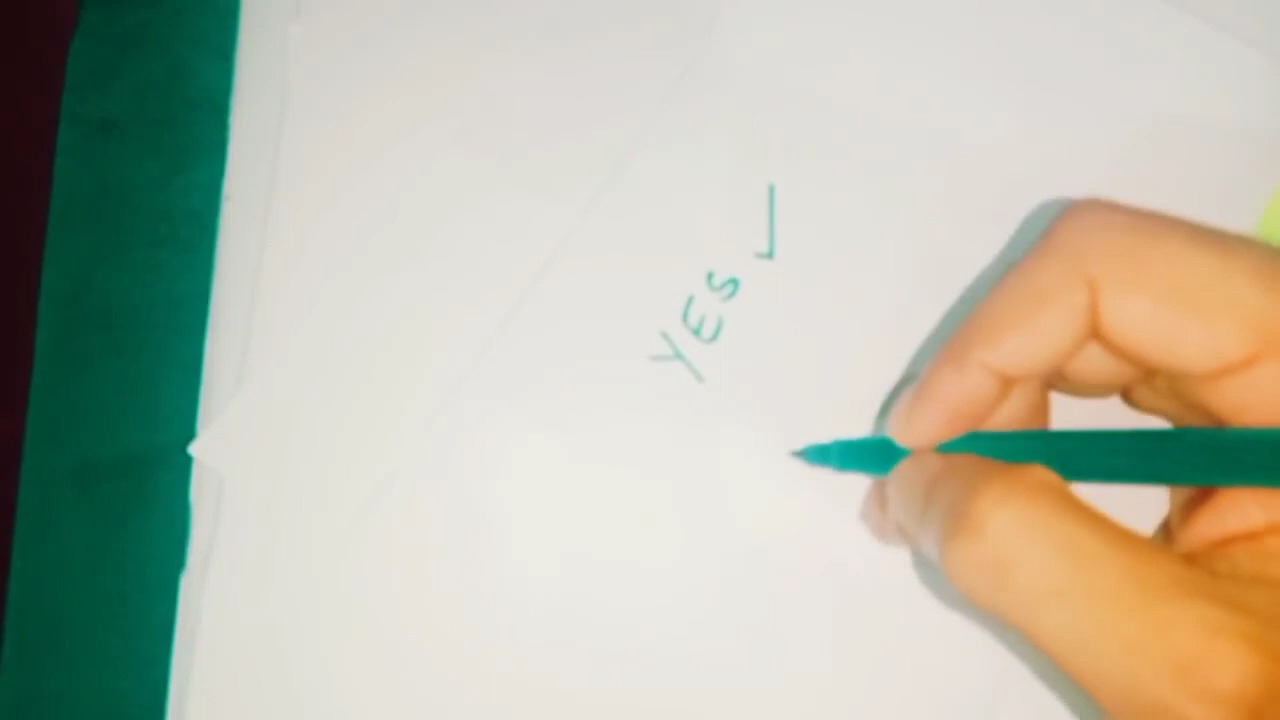 YES ✓